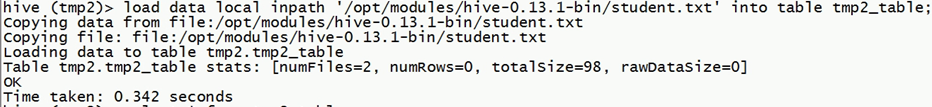 hive (tmp2)> load data local inpath '/opt/modules/hive-0.13.1-bin/student.txt' into table tmp2_table;
Copying data from file:/opt/modules/hive-0.13.1-bin/student.txt
Copying file: file:/opt/modules/hive-0.13.1-bin/student.txt
Loading data to table tmp2.tmp2_table
Table tmp2.tmp2_table stats: [numFiles=2, numRows=0, totalSize=98, rawDataSize=0]
OK
Time taken: 0.342 seconds